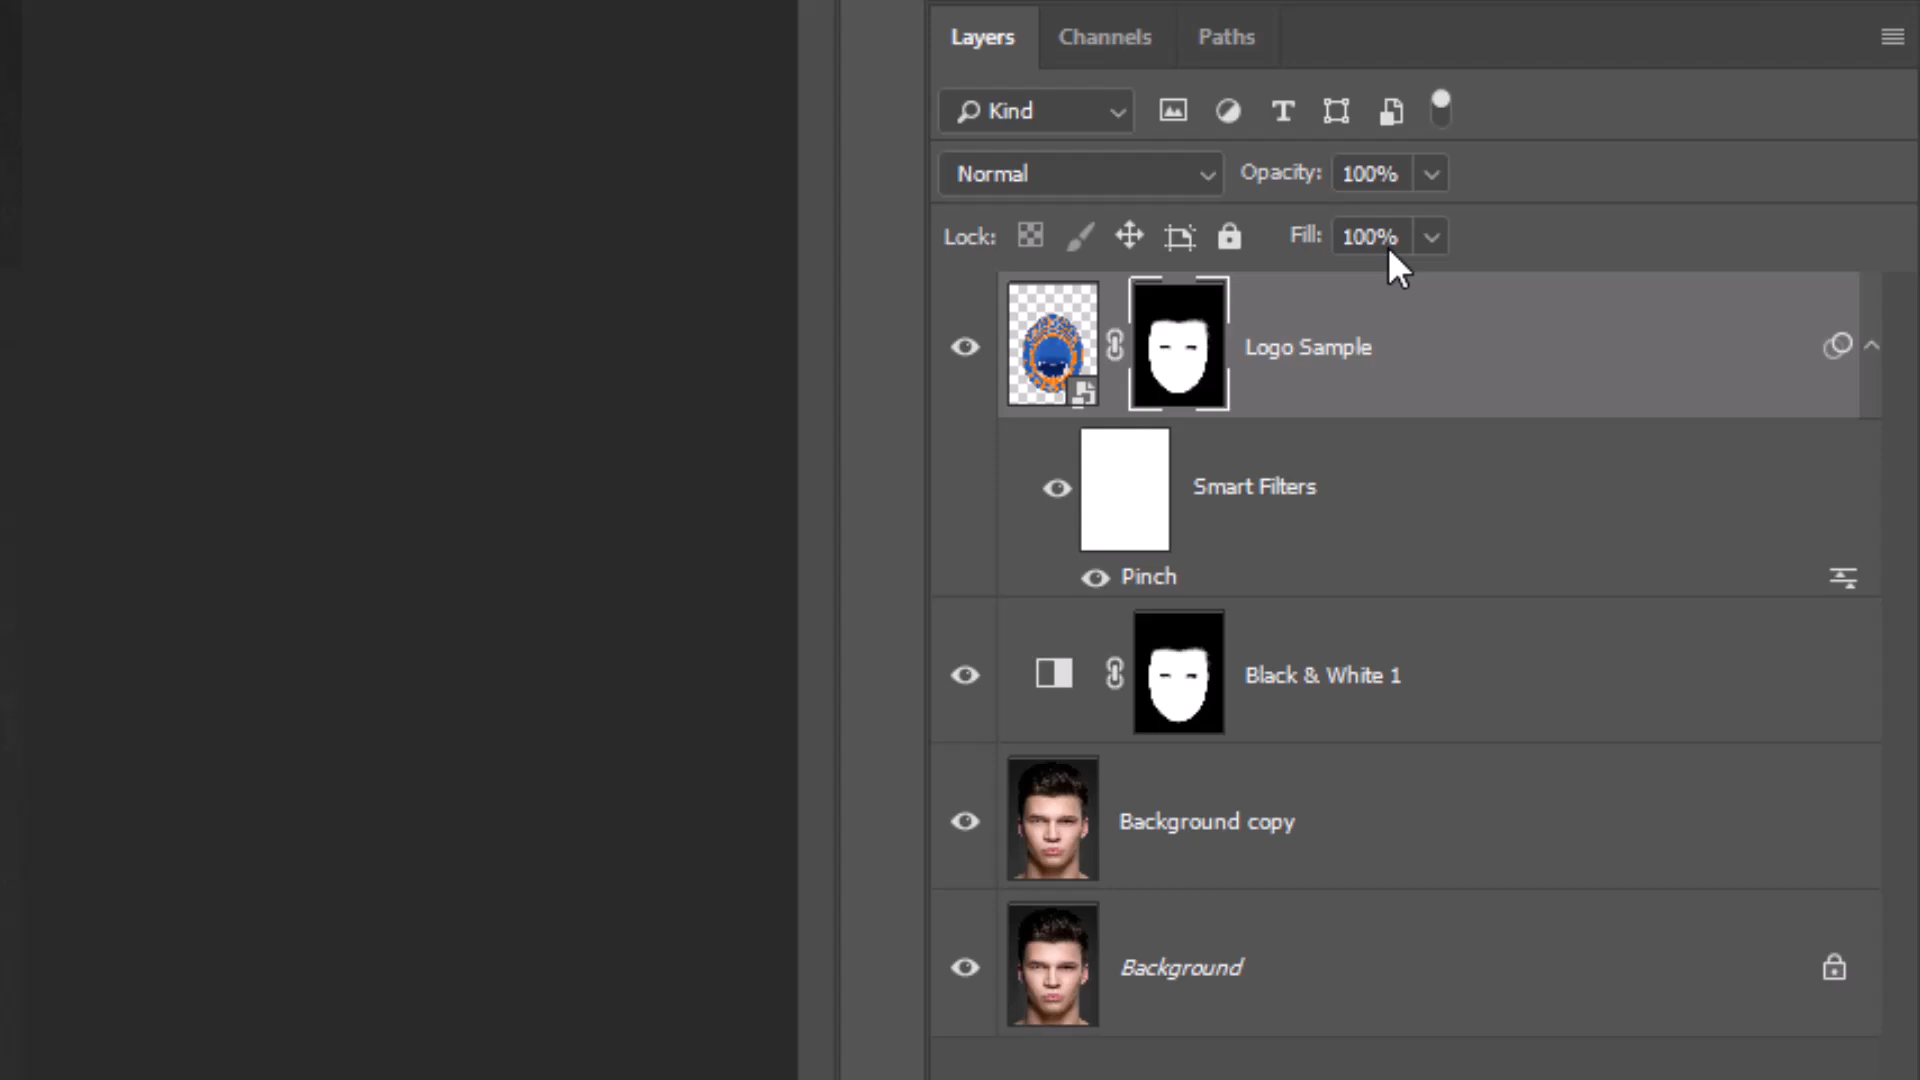 Layers Channels Paths
Kind T
Normal Opacity: 100%
Lock: Fill: 100%
Logo Sample
Smart Filters
Pinch
Black & White 1
Background copy
Background